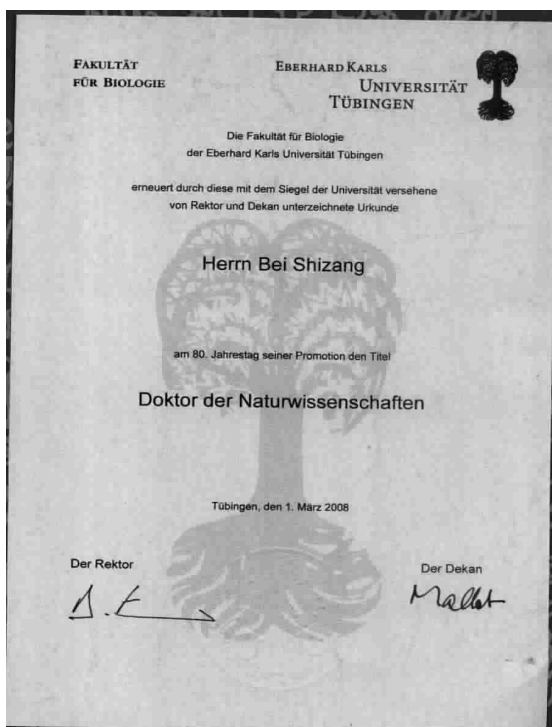 FAKULTÄT
FÜR BIOLOGIE
EBERHARD KARLS
UNIVERSITÄT
TÜBINGEN
Die Fakultät für Biologie
der Eberhard Karls Universität Tübingen
erneuert durch diese mit dem Siegel der Universität versehene
von Rektor und Dekan unterzeichnete Urkunde
Herrn Bei Shizang
am 80. Jahrestag seiner Promotion den Titel
Doktor der Naturwissenschaften
Tübingen, den 1. März 2008
Der Rektor
Der Dekan